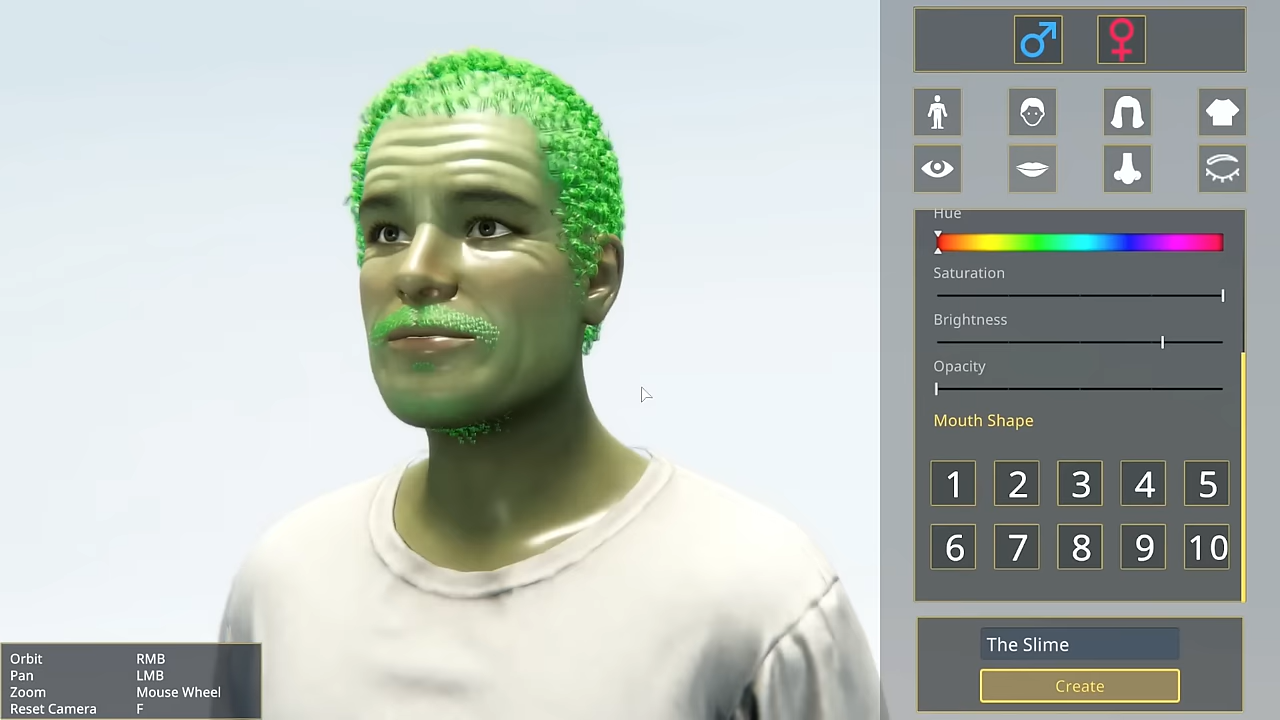 Hue
Saturation
Brightness
Opacity
Mouth Shape
1 2 3 4 5
6 7 8 9 10
The Slime
Create
Orbit RMB
Pan LMB
Zoom Mouse Wheel
Reset Camera F